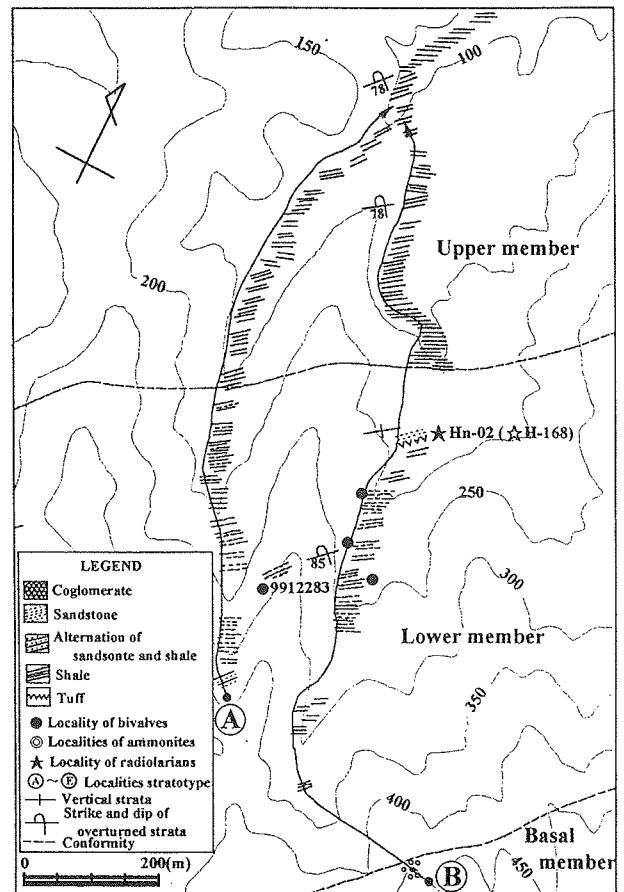 150
100
78
78
Upper member
200
Hn-02 (☆H-168)
250
85
9912283
300
Lower member
350
A
400
Basal
member
450
B
LEGEND
Coglomerate
Sandstone
Alternation of
sandsonte and shale
Shale
Tuff
Locality of bivalves
Localities of ammonites
Locality of radiolarians
A ~ E Localities stratotype
Vertical strata
Strike and dip of
overturned strata
Conformity
0 200(m)